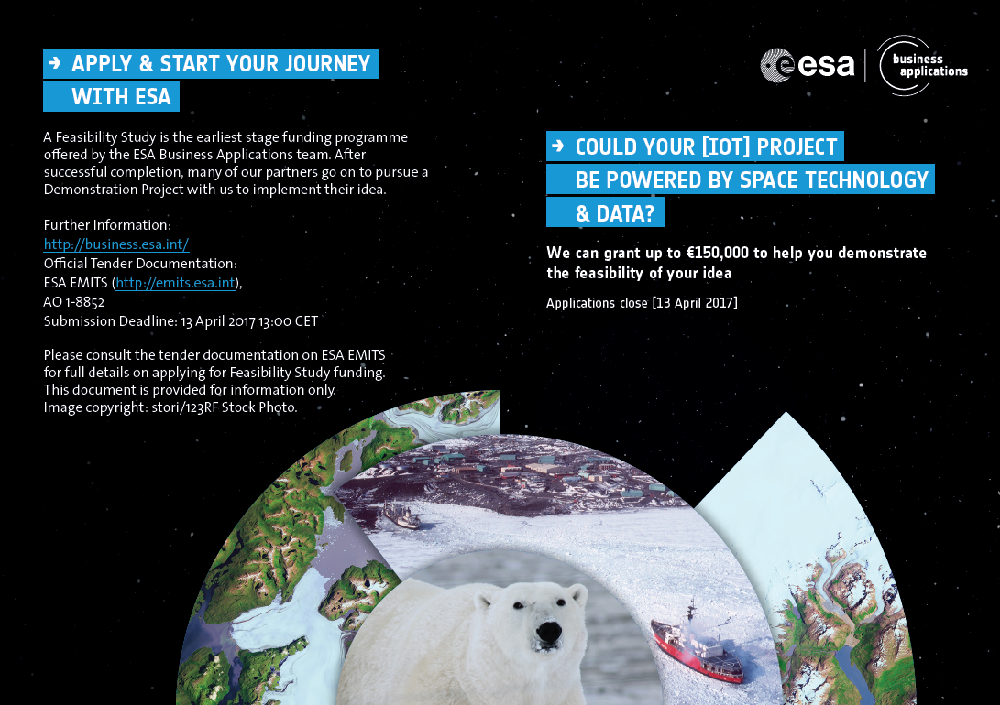 → APPLY & START YOUR JOURNEY
WITH ESA
A Feasibility Study is the earliest stage funding programme
offered by the ESA Business Applications team. After
successful completion, many of our partners go on to pursue a
Demonstration Project with us to implement their idea.
Further Information:
http://business.esa.int/
Official Tender Documentation:
ESA EMITS (http://emits.esa.int),
AO 1-8852
Submission Deadline: 13 April 2017 13:00 CET
Please consult the tender documentation on ESA EMITS
for full details on applying for Feasibility Study funding.
This document is provided for information only.
Image copyright: stori/123RF Stock Photo.
esa
business
applications
→ COULD YOUR [IOT] PROJECT
BE POWERED BY SPACE TECHNOLOGY
& DATA?
We can grant up to €150,000 to help you demonstrate
the feasibility of your idea
Applications close [13 April 2017]